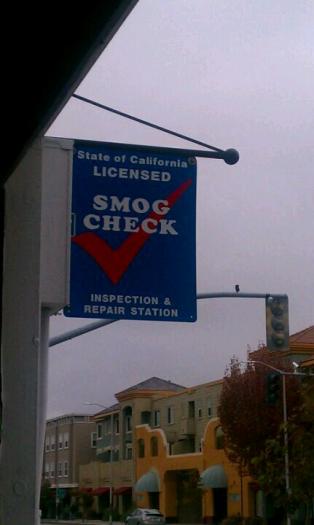 State of California
LICENSED
SMOG
CHECK
INSPECTION &
REPAIR STATION